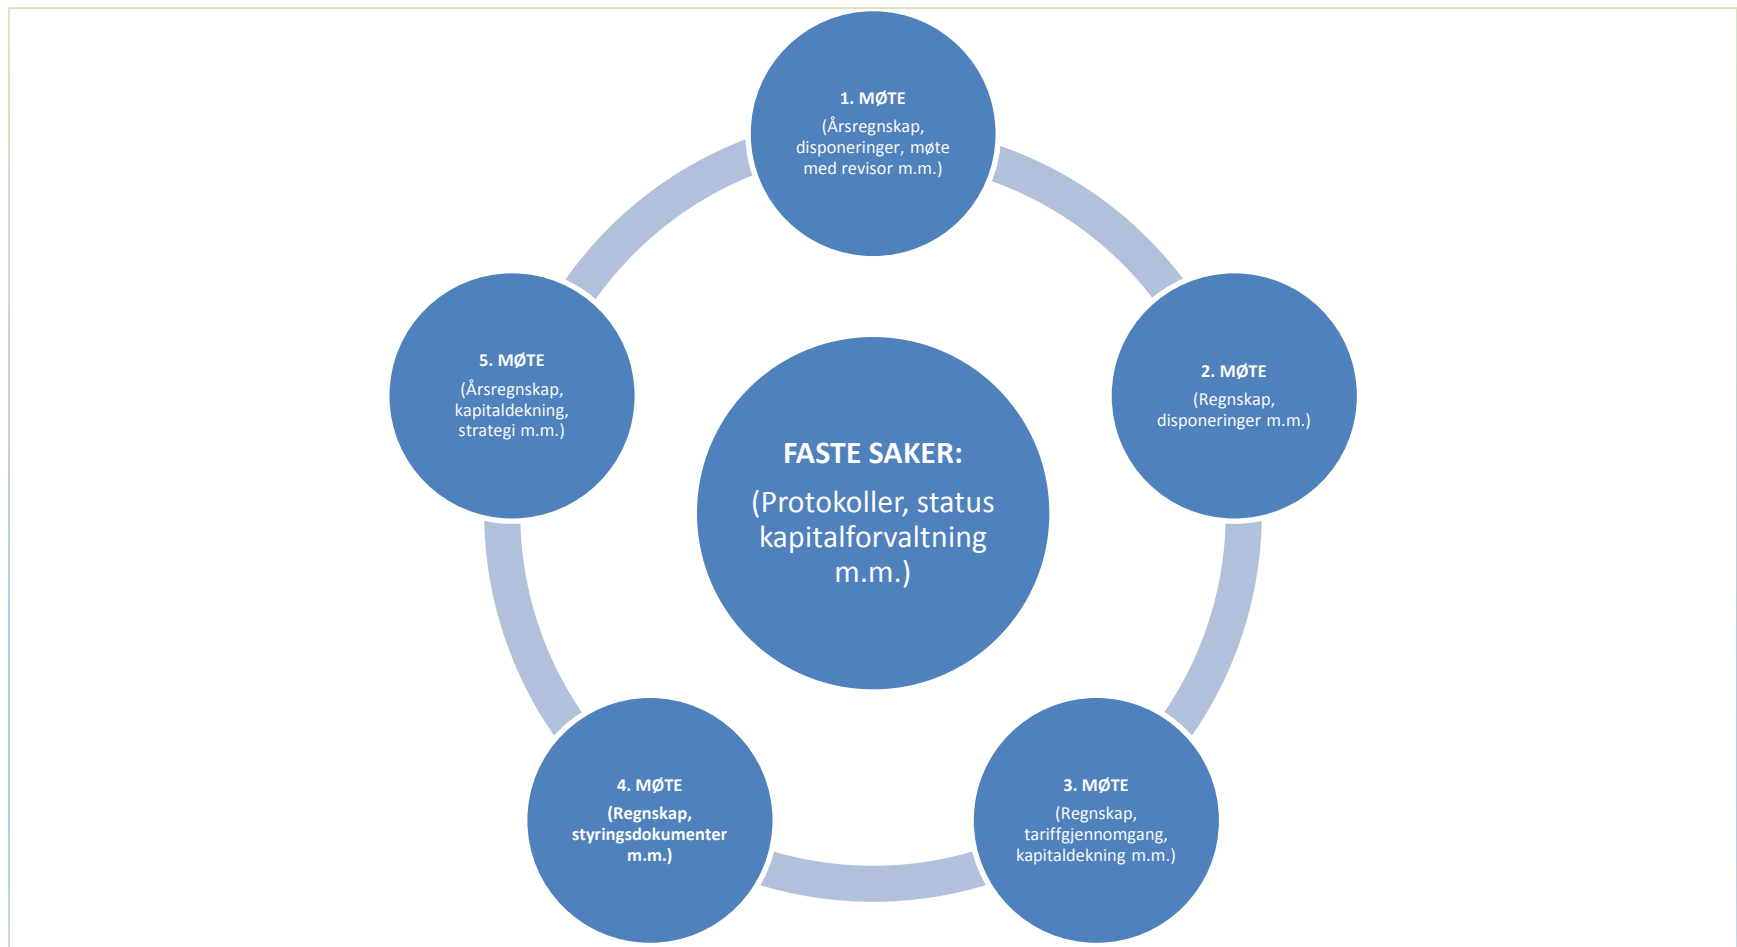 1. MØTE
(Årsregnskap,
disponeringer, møte
med revisor m.m.)
2. MØTE
(Regnskap,
disponeringer m.m.)
3. MØTE
(Regnskap,
tariffgjennomgang,
kapitaldekning m.m.)
4. MØTE
(Regnskap,
styringsdokumenter
m.m.)
5. MØTE
(Årsregnskap,
kapitaldekning,
strategi m.m.)
FASTE SAKER:
(Protokoller, status
kapitalforvaltning
m.m.)